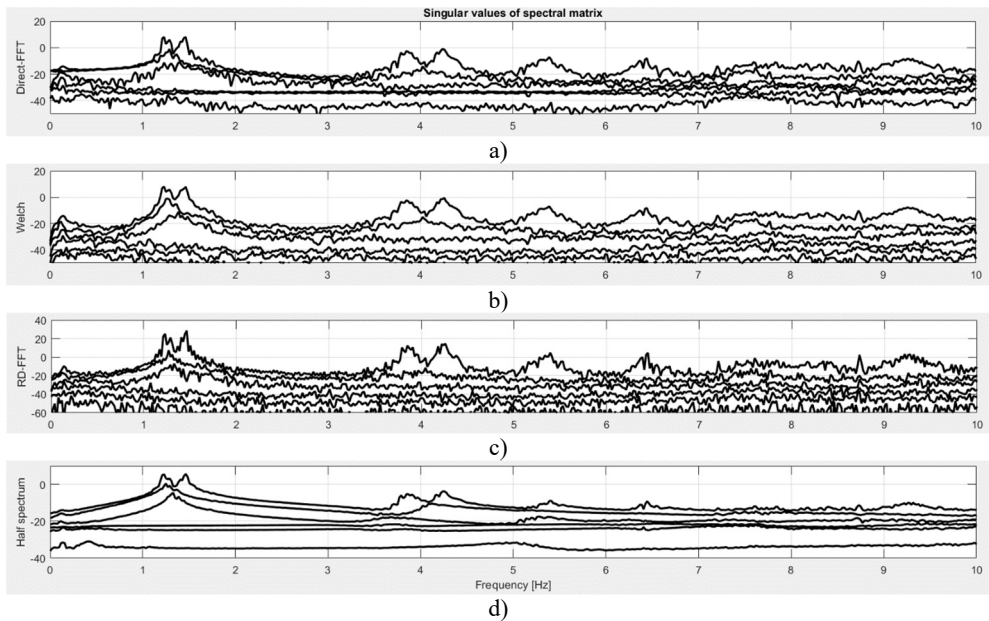 Singular values of spectral matrix
20
0
-20
-40
Direct-FFT
0 1 2 3 4 5 6 7 8 9 10
a)
20
0
-20
-40
Welch
0 1 2 3 4 5 6 7 8 9 10
b)
40
20
0
-20
-40
-60
RD-FFT
0 1 2 3 4 5 6 7 8 9 10
c)
0
-20
-40
Half spectrum
0 1 2 3 4 5 6 7 8 9 10
Frequency [Hz]
d)